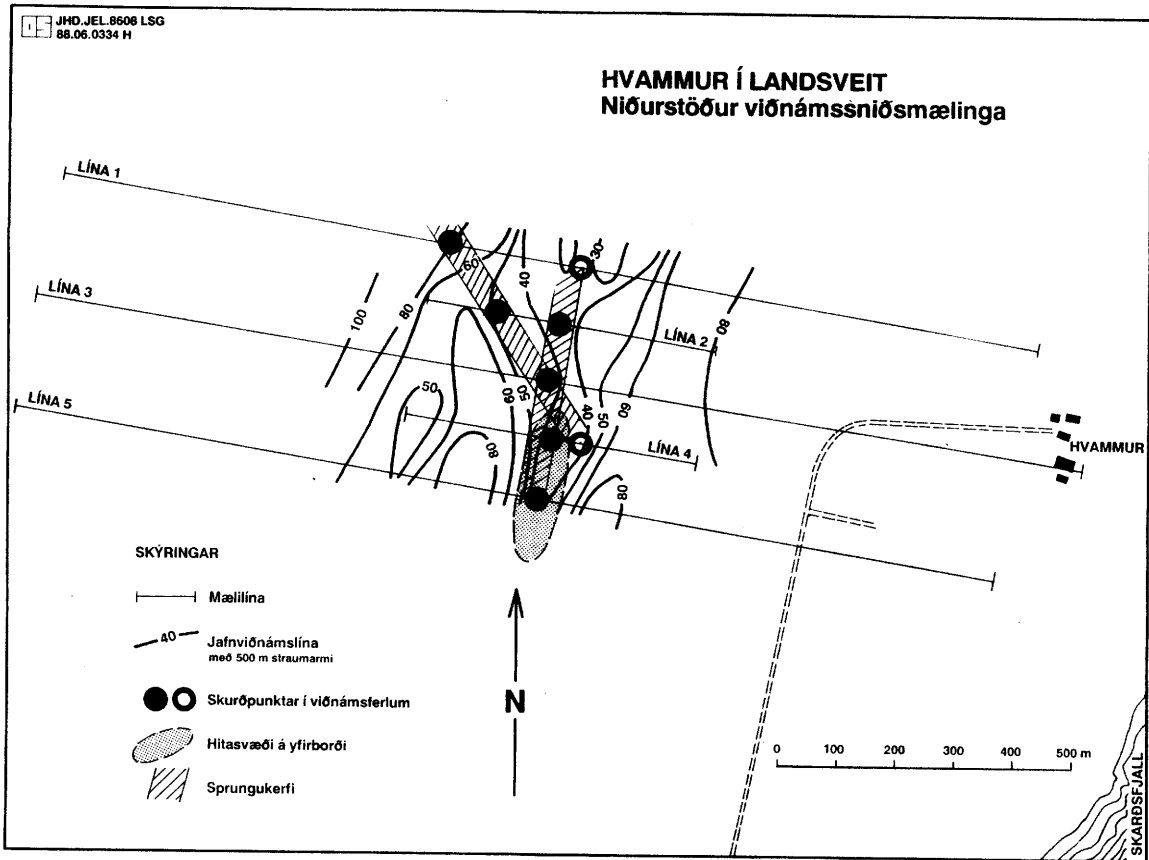 JHD.JEL.8608 LSG
88.06.0334 H
HVAMMUR Í LANDSVEIT
Niðurstöður viðnámssniðsmælinga
LÍNA 1
LÍNA 3
LÍNA 5
LÍNA 2
LÍNA 4
100
80
60
40
30
80
50
60
50
40
50
60
80
80
HVAMMUR
SKÝRINGAR
Mælilína
40
Jafnviðnámslína
með 500 m straumarmi
Skurðpunktar í viðnámsferlum
Hitasvæði á yfirborði
Sprungukerfi
N
0 100 200 300 400 500 m
SKARÐSFJALL